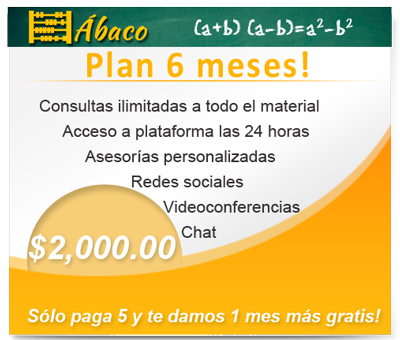 Ábaco
(a+b) (a-b)=a²-b²
Plan 6 meses!
Consultas ilimitadas a todo el material
Acceso a plataforma las 24 horas
Asesorías personalizadas
Redes sociales
Videoconferencias
Chat
$2,000.00
Sólo paga 5 y te damos 1 mes más gratis!